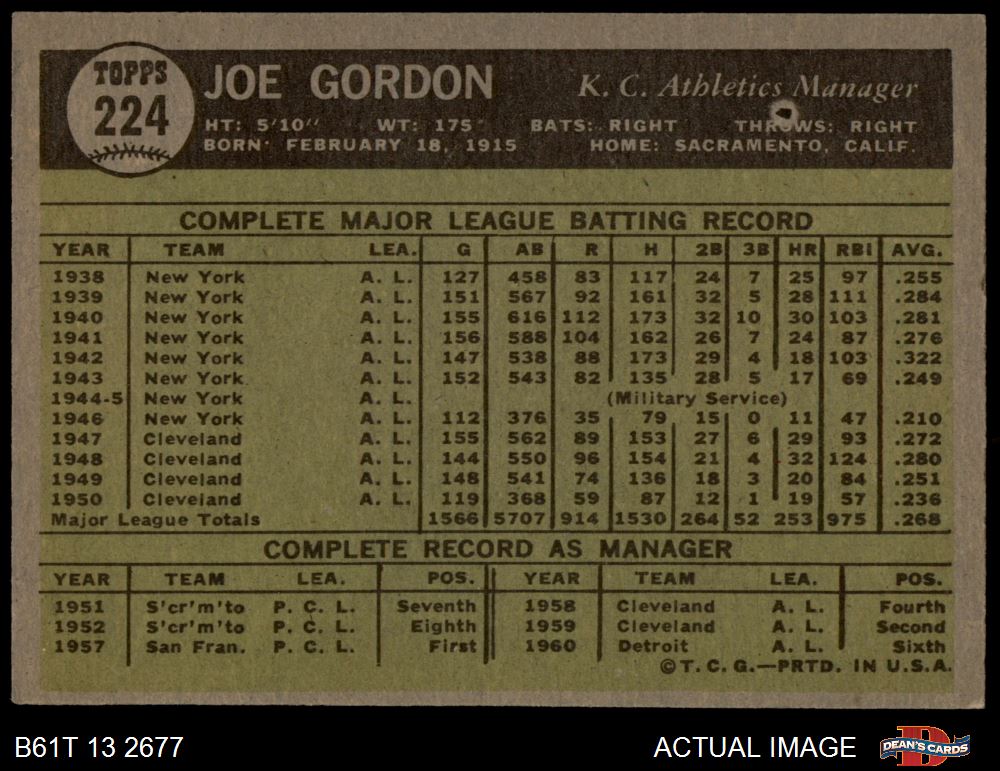 TOPPS
224
JOE GORDON
K. C. Athletics Manager
HT: 5'10" WT: 175 BATS: RIGHT THROWS: RIGHT
BORN: FEBRUARY 18, 1915 HOME: SACRAMENTO, CALIF.
COMPLETE MAJOR LEAGUE BATTING RECORD
YEAR TEAM LEA. G AB R H 2B 3B HR RBI AVG.
1938 New York A. L. 127 458 83 117 24 7 25 97 .255
1939 New York A. L. 151 567 92 161 32 5 28 111 .284
1940 New York A. L. 155 616 112 173 32 10 30 103 .281
1941 New York A. L. 156 588 104 162 26 7 24 87 .276
1942 New York A. L. 147 538 88 173 29 4 18 103 .322
1943 New York A. L. 152 543 82 135 28 5 17 69 .249
1944-5 New York A. L. (Military Service)
1946 New York A. L. 112 376 35 79 15 0 11 47 .210
1947 Cleveland A. L. 155 562 89 153 27 6 29 93 .272
1948 Cleveland A. L. 144 550 96 154 21 4 32 124 .280
1949 Cleveland A. L. 148 541 74 136 18 3 20 84 .251
1950 Cleveland A. L. 119 368 59 87 12 1 19 57 .236
Major League Totals 1566 5707 914 1530 264 52 253 975 .268
COMPLETE RECORD AS MANAGER
YEAR TEAM LEA. POS. YEAR TEAM LEA. POS.
1951 S'cr'm'to P. C. L. Seventh 1958 Cleveland A. L. Fourth
1952 S'cr'm'to P. C. L. Eighth 1959 Cleveland A. L. Second
1957 San Fran. P. C. L. First 1960 Detroit A. L. Sixth
©T. C. G.—PRTD. IN U.S.A.
B61T 13 2677
ACTUAL IMAGE
DEAN'S CARDS